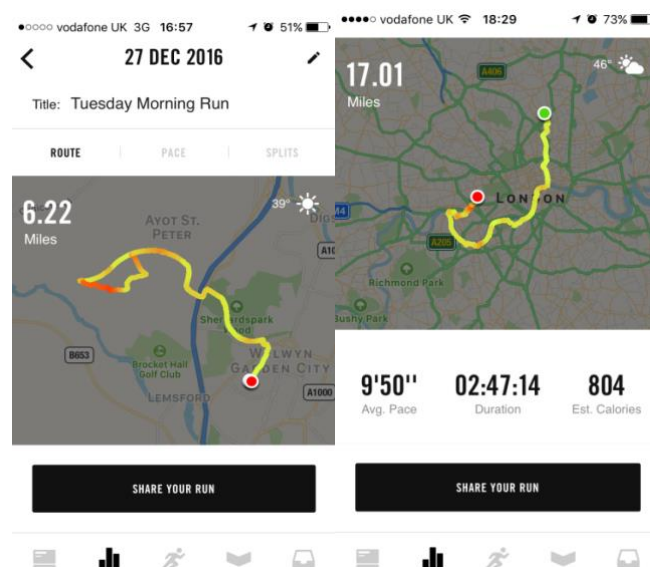 vodafone UK 3G 16:57 51%
27 DEC 2016
Title: Tuesday Morning Run
ROUTE PACE SPLITS
6.22
Miles
39°
AYOT ST.
PETER
B653
Brocket Hall
Golf Club
LEMSFORD
GARDEN CITY
A1000
SHARE YOUR RUN
vodafone UK 18:29 73%
17.01
Miles
46°
A406
LONDON
A205
Richmond Park
Bushy Park
9'50"
Avg. Pace
02:47:14
Duration
804
Est. Calories
SHARE YOUR RUN